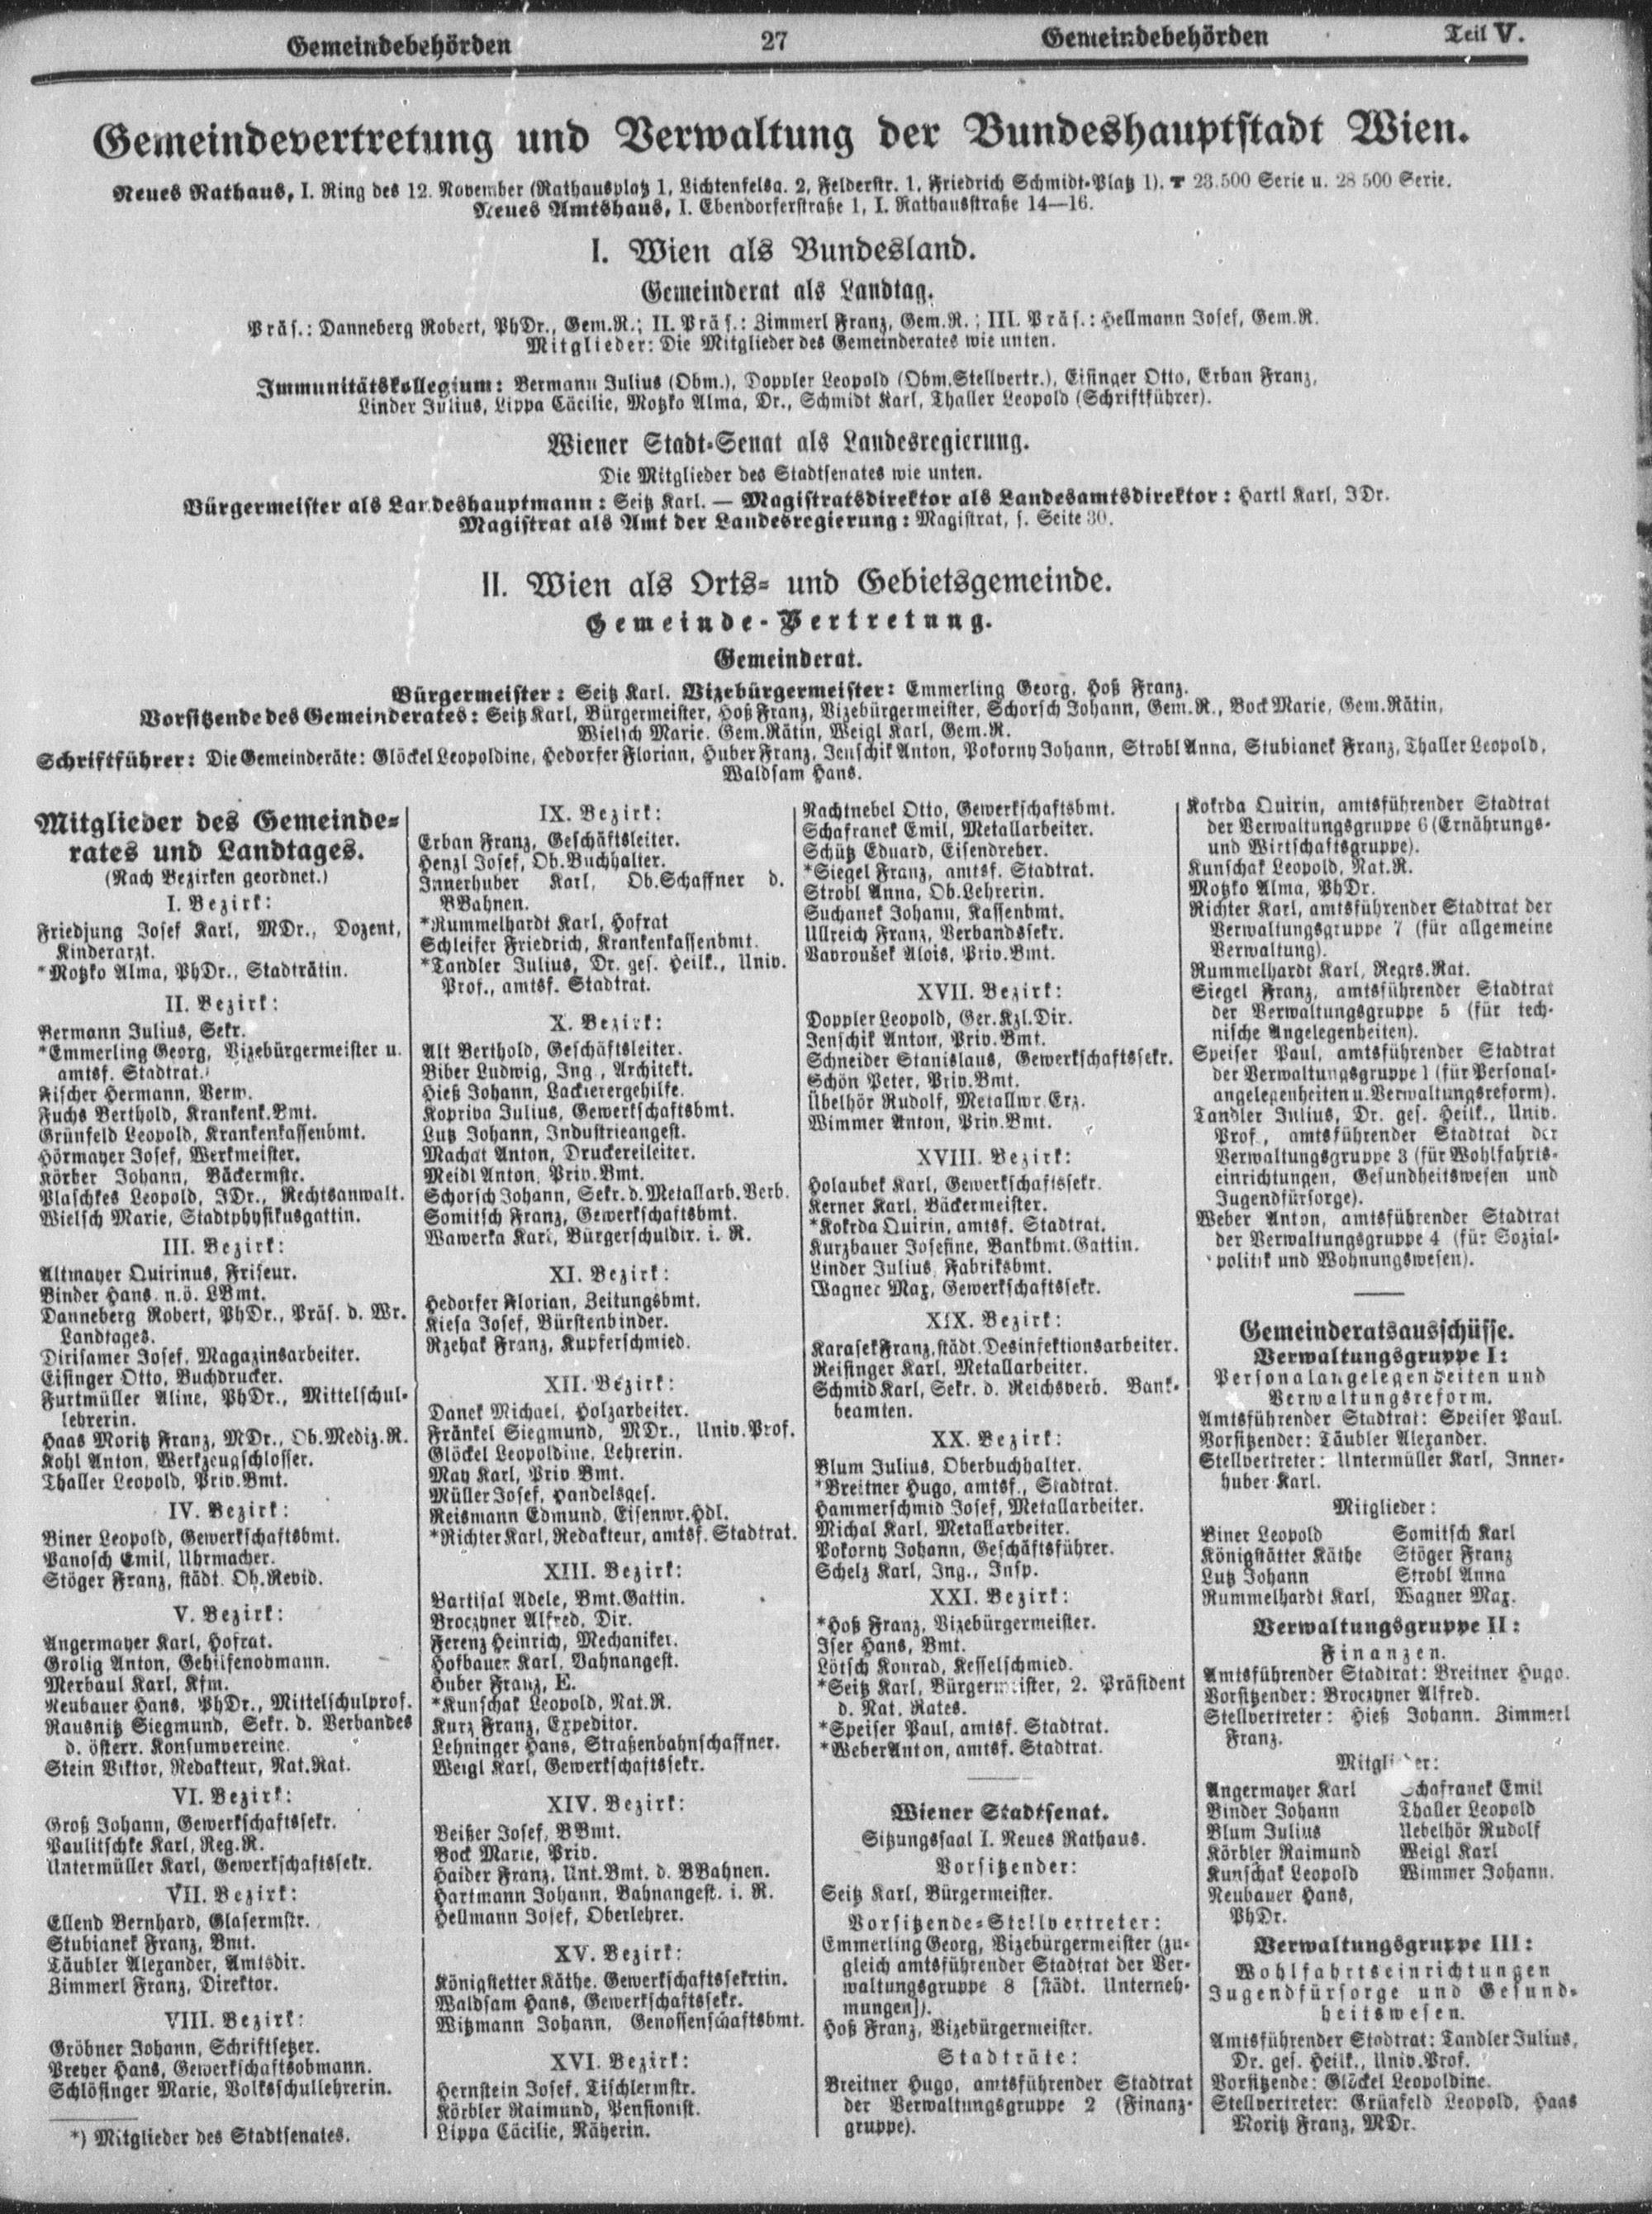 Gemeindebehörden 27 Gemeindebehörden Teil V.
Gemeindevertretung und Verwaltung der Bundeshauptstadt Wien.
Neues Rathaus, I. Ring des 12. November (Rathausplatz 1, Lichtenfelsg. 2, Felderstr. 1, Friedrich Schmidt-Platz 1). 23.500 Serie u. 28 500 Serie.
Neues Amtshaus, I. Ebendorferstraße 1, I. Rathausstraße 14—16.
I. Wien als Bundesland.
Gemeinderat als Landtag.
Präs.: Danneberg Robert, PhDr., Gem.R.; II. Präs.: Zimmerl Franz, Gem.R.; III. Präs.: Hellmann Josef, Gem.R.
Mitglieder: Die Mitglieder des Gemeinderates wie unten.
Immunitätskollegium: Bermann Julius (Obm.), Doppler Leopold (Obm.Stellvertr.), Eisinger Otto, Erban Franz,
Linder Julius, Lippa Cäcilie, Motzko Alma, Dr., Schmidt Karl, Thaller Leopold (Schriftführer).
Wiener Stadt-Senat als Landesregierung.
Die Mitglieder des Stadtsenates wie unten.
Bürgermeister als Landeshauptmann: Seitz Karl. — Magistratsdirektor als Landesamtsdirektor: Hartl Karl, JDr.
Magistrat als Amt der Landesregierung: Magistrat, s. Seite 30.
II. Wien als Orts- und Gebietsgemeinde.
Gemeinde-Vertretung.
Gemeinderat.
Bürgermeister: Seitz Karl. Vizebürgermeister: Emmerling Georg, Hoß Franz.
Vorsitzende des Gemeinderates: Seitz Karl, Bürgermeister, Hoß Franz, Vizebürgermeister, Schorsch Johann, Gem.R., Bock Marie, Gem.Rätin,
Wielsch Marie. Gem.Rätin, Weigl Karl, Gem.R.
Schriftführer: Die Gemeinderäte: Glöckel Leopoldine, Hedorfer Florian, Huber Franz, Jenschik Anton, Pokorny Johann, Strobl Anna, Stubianek Franz, Thaller Leopold,
Waldsam Hans.
Mitglieder des Gemeinde-
rates und Landtages.
(Nach Bezirken geordnet.)
I. Bezirk:
Friedjung Josef Karl, MDr., Dozent,
Kinderarzt.
*Motzko Alma, PhDr., Stadträtin.
II. Bezirk:
Bermann Julius, Sekr.
*Emmerling Georg, Vizebürgermeister u.
amtsf. Stadtrat.
Fischer Hermann, Verw.
Fuchs Berthold, Krankenk.Bmt.
Grünfeld Leopold, Krankenkassenbmt.
Hörmayer Josef, Werkmeister.
Körber Johann, Bäckermstr.
Plaschkes Leopold, JDr., Rechtsanwalt.
Wielsch Marie, Stadtphysikusgattin.
III. Bezirk:
Altmayer Quirinus, Friseur.
Binder Hans, n.ö. LBmt.
Danneberg Robert, PhDr., Präs. d. Wr.
Landtages.
Dirisamer Josef, Magazinsarbeiter.
Eisinger Otto, Buchdrucker.
Furtmüller Aline, PhDr., Mittelschul-
lehrerin.
Haas Moritz Franz, MDr., Ob.Mediz.R.
Kohl Anton, Werkzeugschlosser.
Thaller Leopold, Priv.Bmt.
IV. Bezirk:
Biner Leopold, Gewerkschaftsbmt.
Panosch Emil, Uhrmacher.
Stöger Franz, städt. Ob.Revid.
V. Bezirk:
Angermayer Karl, Hofrat.
Grolig Anton, Gehilfenobmann.
Merbaul Karl, Kfm.
Neubauer Hans, PhDr., Mittelschulprof.
Rausnitz Siegmund, Sekr. d. Verbandes
d. österr. Konsumvereine.
Stein Viktor, Redakteur, Nat.Rat.
VI. Bezirk:
Groß Johann, Gewerkschaftssekr.
Paulitschke Karl, Reg.R.
Untermüller Karl, Gewerkschaftssekr.
VII. Bezirk:
Ellend Bernhard, Glasermstr.
Stubianek Franz, Bmt.
Täubler Alexander, Amtsdir.
Zimmerl Franz, Direktor.
VIII. Bezirk:
Gröbner Johann, Schriftsetzer.
Preyer Hans, Gewerkschaftsobmann.
Schlösinger Marie, Volksschullehrerin.
*) Mitglieder des Stadtsenates.
IX. Bezirk:
Erban Franz, Geschäftsleiter.
Henzl Josef, Ob.Buchhalter.
Innerhuber Karl, Ob.Schaffner d.
BBahnen.
*Rummelhardt Karl, Hofrat
Schleifer Friedrich, Krankenkassenbmt.
*Tandler Julius, Dr. ges. Heilk., Univ.
Prof., amtsf. Stadtrat.
X. Bezirk:
Alt Berthold, Geschäftsleiter.
Biber Ludwig, Ing., Architekt.
Hieß Johann, Lackierergehilfe.
Kopriva Julius, Gewerkschaftsbmt.
Lutz Johann, Industrieangest.
Machat Anton, Druckereileiter.
Meidl Anton, Priv.Bmt.
Schorsch Johann, Sekr. d. Metallarb.Verb.
Somitsch Franz, Gewerkschaftsbmt.
Wawerka Karl, Bürgerschuldir. i. R.
XI. Bezirk:
Hedorfer Florian, Zeitungsbmt.
Kiesa Josef, Bürstenbinder.
Rzehak Franz, Kupferschmied.
XII. Bezirk:
Danek Michael, Holzarbeiter.
Fränkel Siegmund, MDr., Univ.Prof.
Glöckel Leopoldine, Lehrerin.
May Karl, Priv.Bmt.
Müller Josef, Handelsges.
Reismann Edmund, Eisenwr.Hdl.
*Richter Karl, Redakteur, amtsf. Stadtrat.
XIII. Bezirk:
Bartisal Adele, Bmt.Gattin.
Broczyner Alfred, Dir.
Ferenz Heinrich, Mechaniker.
Hofbauer Karl, Bahnangest.
Huber Franz, E.
*Kunschak Leopold, Nat.R.
Kurz Franz, Expeditor.
Lehninger Hans, Straßenbahnschaffner.
Weigl Karl, Gewerkschaftssekr.
XIV. Bezirk:
Beißer Josef, BBmt.
Bock Marie, Priv.
Haider Franz, Unt.Bmt. d. BBahnen.
Hartmann Johann, Bahnangest. i. R.
Hellmann Josef, Oberlehrer.
XV. Bezirk:
Königstetter Käthe. Gewerkschaftssekrtin.
Waldsam Hans, Gewerkschaftssekr.
Witzmann Johann, Genossenschaftsbmt.
XVI. Bezirk:
Hernstein Josef, Tischlermstr.
Körbler Raimund, Pensionist.
Lippa Cäcilie, Näherin.
Nachtnebel Otto, Gewerkschaftsbmt.
Schafranek Emil, Metallarbeiter.
Schütz Eduard, Eisendreher.
*Siegel Franz, amtsf. Stadtrat.
Strobl Anna, Ob.Lehrerin.
Suchanek Johann, Kassenbmt.
Ullreich Franz, Verbandssekr.
Vavroušek Alois, Priv.Bmt.
XVII. Bezirk:
Doppler Leopold, Ger.Kzl.Dir.
Jenschik Anton, Priv.Bmt.
Schneider Stanislaus, Gewerkschaftssekr.
Schön Peter, Priv.Bmt.
Übelhör Rudolf, Metallwr.Erz.
Wimmer Anton, Priv.Bmt.
XVIII. Bezirk:
Holaubek Karl, Gewerkschaftssekr.
Kerner Karl, Bäckermeister.
*Kokrda Quirin, amtsf. Stadtrat.
Kurzbauer Josefine, Bankbmt.Gattin.
Linder Julius, Fabriksbmt.
Wagner Max, Gewerkschaftssekr.
XIX. Bezirk:
Karasek Franz, städt. Desinfektionsarbeiter.
Reisinger Karl, Metallarbeiter.
Schmid Karl, Sekr. d. Reichsverb. Bank-
beamten.
XX. Bezirk:
Blum Julius, Oberbuchhalter.
*Breitner Hugo, amtsf., Stadtrat.
Hammerschmid Josef, Metallarbeiter.
Michal Karl, Metallarbeiter.
Pokorny Johann, Geschäftsführer.
Schelz Karl, Ing., Insp.
XXI. Bezirk:
*Hoß Franz, Vizebürgermeister.
Iser Hans, Bmt.
Lötsch Konrad, Kesselschmied.
*Seitz Karl, Bürgermeister, 2. Präsident
d. Nat. Rates.
*Speiser Paul, amtsf. Stadtrat.
*Weber Anton, amtsf. Stadtrat.
Wiener Stadtsenat.
Sitzungssaal I. Neues Rathaus.
Vorsitzender:
Seitz Karl, Bürgermeister.
Vorsitzende-Stellvertreter:
Emmerling Georg, Vizebürgermeister (zu-
gleich amtsführender Stadtrat der Ver-
waltungsgruppe 8 [städt. Unterneh-
mungen]).
Hoß Franz, Vizebürgermeister.
Stadträte:
Breitner Hugo, amtsführender Stadtrat
der Verwaltungsgruppe 2 (Finanz-
gruppe).
Kokrda Quirin, amtsführender Stadtrat
der Verwaltungsgruppe 6 (Ernährungs-
und Wirtschaftsgruppe).
Kunschak Leopold, Nat.R.
Motzko Alma, PhDr.
Richter Karl, amtsführender Stadtrat der
Verwaltungsgruppe 7 (für allgemeine
Verwaltung).
Rummelhardt Karl, Regrs.Rat.
Siegel Franz, amtsführender Stadtrat
der Verwaltungsgruppe 5 (für tech-
nische Angelegenheiten).
Speiser Paul, amtsführender Stadtrat
der Verwaltungsgruppe 1 (für Personal-
angelegenheiten u. Verwaltungsreform).
Tandler Julius, Dr. ges. Heilk., Univ.
Prof., amtsführender Stadtrat der
Verwaltungsgruppe 3 (für Wohlfahrts-
einrichtungen, Gesundheitswesen und
Jugendfürsorge).
Weber Anton, amtsführender Stadtrat
der Verwaltungsgruppe 4 (für Sozial-
politik und Wohnungswesen).
Gemeinderatsausschüsse.
Verwaltungsgruppe I:
Personalangelegenheiten und
Verwaltungsreform.
Amtsführender Stadtrat: Speiser Paul.
Vorsitzender: Täubler Alexander.
Stellvertreter: Untermüller Karl, Inner-
huber Karl.
Mitglieder:
Biner Leopold Somitsch Karl
Königstätter Käthe Stöger Franz
Lutz Johann Strobl Anna
Rummelhardt Karl, Wagner Max.
Verwaltungsgruppe II:
Finanzen.
Amtsführender Stadtrat: Breitner Hugo.
Vorsitzender: Broczyner Alfred.
Stellvertreter: Hieß Johann. Zimmerl
Franz.
Mitglieder:
Angermayer Karl Schafranek Emil
Binder Johann Thaller Leopold
Blum Julius Uebelhör Rudolf
Körbler Raimund Weigl Karl
Kunschak Leopold Wimmer Johann.
Neubauer Hans,
PhDr.
Verwaltungsgruppe III:
Wohlfahrtseinrichtungen
Jugendfürsorge und Gesund-
heitswesen.
Amtsführender Stadtrat: Tandler Julius,
Dr. ges. Heilk., Univ.Prof.
Vorsitzende: Glöckel Leopoldine.
Stellvertreter: Grünfeld Leopold, Haas
Moritz Franz, MDr.